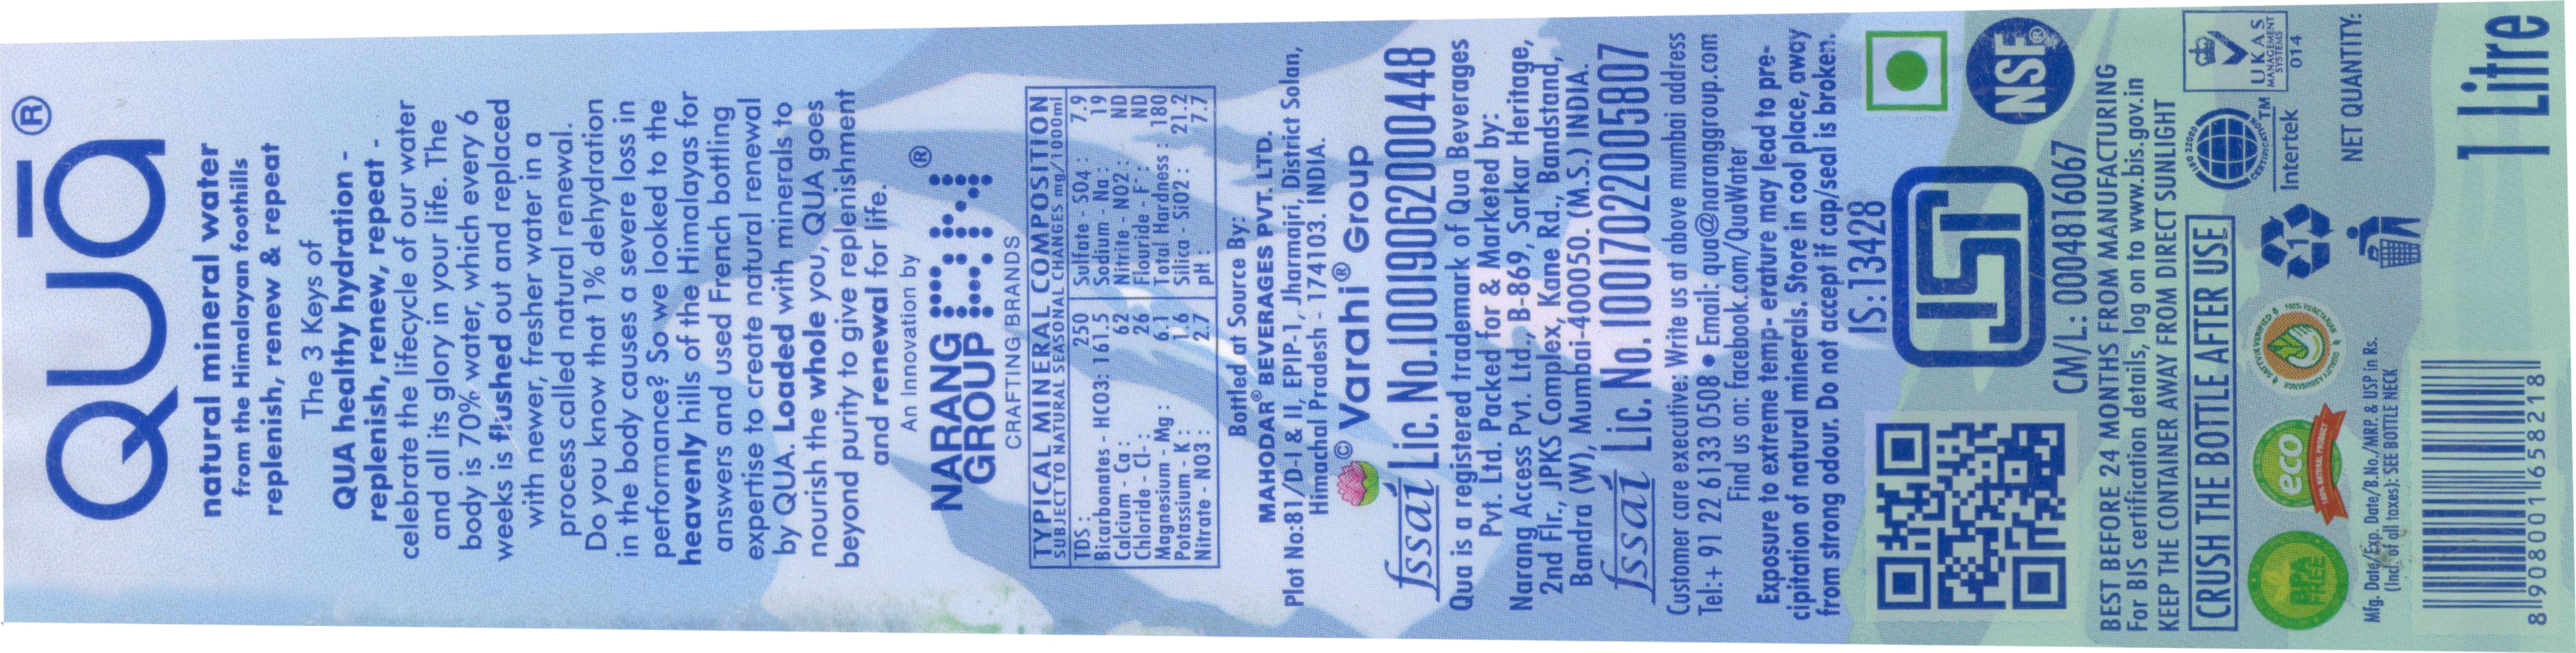 QUā®
natural mineral water
from the Himalayan foothills
replenish, renew & repeat
The 3 Keys of
QUA healthy hydration -
replenish, renew, repeat -
celebrate the lifecycle of our water
and all its glory in your life. The
body is 70% water, which every 6
weeks is flushed out and replaced
with newer, fresher water in a
process called natural renewal.
Do you know that 1% dehydration
in the body causes a severe loss in
performance? So we looked to the
heavenly hills of the Himalayas for
answers and used French bottling
expertise to create natural renewal
by QUA. Loaded with minerals to
nourish the whole you, QUA goes
beyond purity to give replenishment
and renewal for life.
An Innovation by
NARANG
GROUP ®
CRAFTING BRANDS
TYPICAL MINERAL COMPOSITION
SUBJECT TO NATURAL SEASONAL CHANGES mg/1000ml
TDS : 250 Sulfate - SO4 : 7.9
Bicarbonates - HCO3: 161.5 Sodium - Na : 19
Calcium - Ca : 62 Nitrite - NO2 : ND
Chloride - Cl- : 26 Flouride - F- : ND
Magnesium - Mg : 6.1 Total Hardness : 180
Potassium - K : 1.6 Silica - SiO2 : 21.2
Nitrate - NO3 : 2.1 pH : 7.7
Bottled at Source By:
MAHODAR® BEVERAGES PVT. LTD.
Plot No:81/D-I & II, EPIP-1, Jharmajri, District Solan,
Himachal Pradesh - 174103. INDIA.
© Varahi® Group
fssai Lic. No.10019062000448
Qua is a registered trademark of Qua Beverages
Pvt. Ltd. Packed for & Marketed by:
Narang Access Pvt. Ltd., B-869, Sarkar Heritage,
2nd Flr., JPKS Complex, Kane Rd., Bandstand,
Bandra (W), Mumbai-400050. (M.S.) INDIA.
fssai Lic. No.10017022005807
Customer care executive: Write us at above mumbai address
Tel:+ 91 22 6133 0508 • Email: qua@naranggroup.com
Find us on: facebook.com/QuaWater
Exposure to extreme temp- erature may lead to pre-
cipitation of natural minerals. Store in cool place, away
from strong odour. Do not accept if cap/seal is broken.
IS:13428
ISI
NSF®
CM/L: 0004816067
BEST BEFORE 24 MONTHS FROM MANUFACTURING
For BIS certification details, log on to www.bis.gov.in
KEEP THE CONTAINER AWAY FROM DIRECT SUNLIGHT
CRUSH THE BOTTLE AFTER USE
ISO 22000
CERTIFICATION
TM
Intertek
UKAS
MANAGEMENT
SYSTEMS
014
BPA
FREE
eco
100% NATURAL PRODUCT
SATTVIK VERIFIED
100% VEGETARIAN
QUALITY ASSURANCE
1
Mfg. Date/Exp. Date/B.No./MRP. & USP in Rs.
(Incl. of all taxes): SEE BOTTLE NECK
NET QUANTITY:
1 Litre
8908001658218